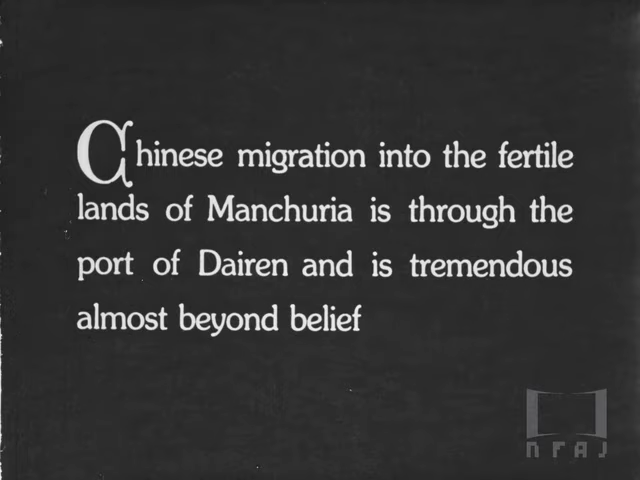 Chinese migration into the fertile
lands of Manchuria is through the
port of Dairen and is tremendous
almost beyond belief
NFAJ